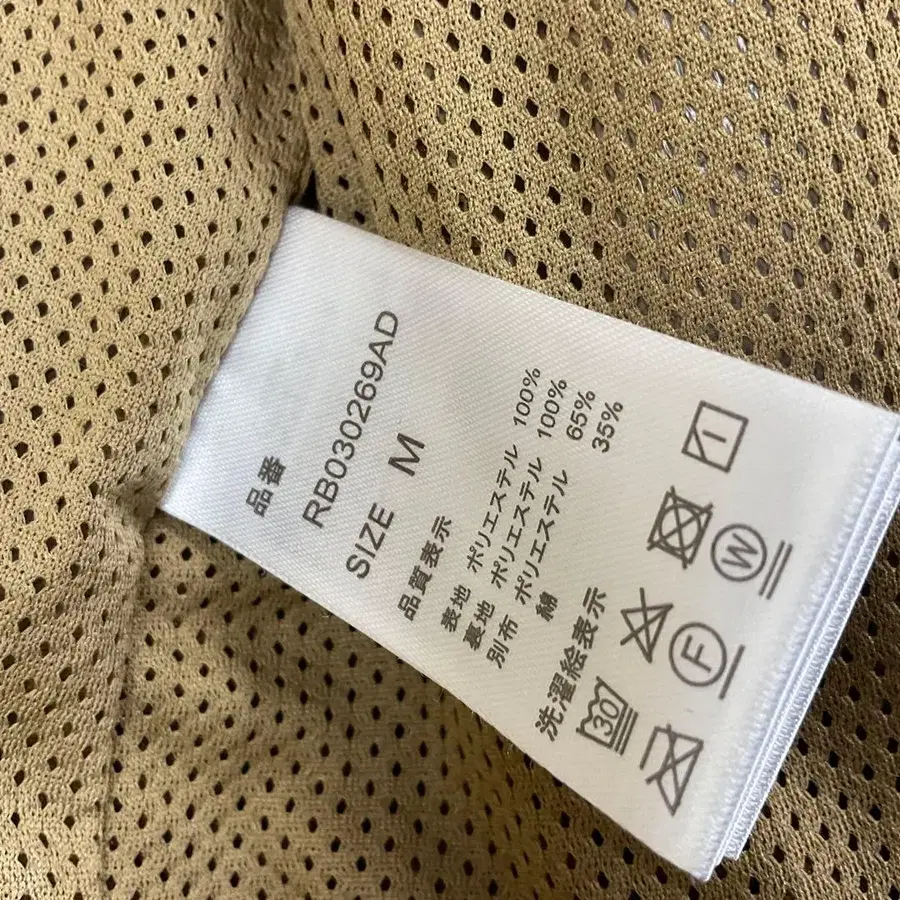 品番
RB030269AD
SIZE M
品質表示
表地 ポリエステル 100%
裏地 ポリエステル 100%
別布 ポリエステル 65%
綿 35%
洗濯絵表示
30
F
W